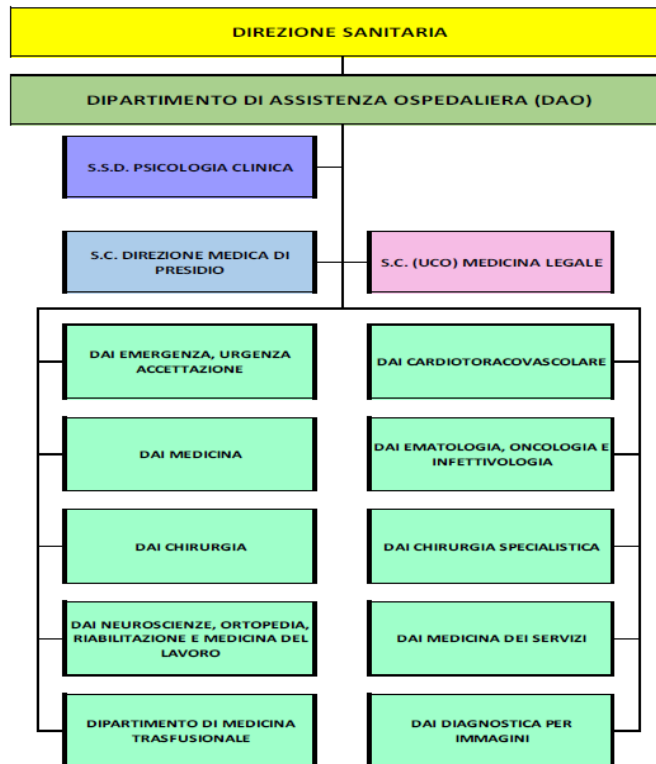 DIREZIONE SANITARIA
DIPARTIMENTO DI ASSISTENZA OSPEDALIERA (DAO)
S.S.D. PSICOLOGIA CLINICA
S.C. DIREZIONE MEDICA DI
PRESIDIO
S.C. (UCO) MEDICINA LEGALE
DAI EMERGENZA, URGENZA
ACCETTAZIONE
DAI CARDIOTORACOVASCOLARE
DAI MEDICINA
DAI EMATOLOGIA, ONCOLOGIA E
INFETTIVOLOGIA
DAI CHIRURGIA
DAI CHIRURGIA SPECIALISTICA
DAI NEUROSCIENZE, ORTOPEDIA,
RIABILITAZIONE E MEDICINA DEL
LAVORO
DAI MEDICINA DEI SERVIZI
DIPARTIMENTO DI MEDICINA
TRASFUSIONALE
DAI DIAGNOSTICA PER
IMMAGINI